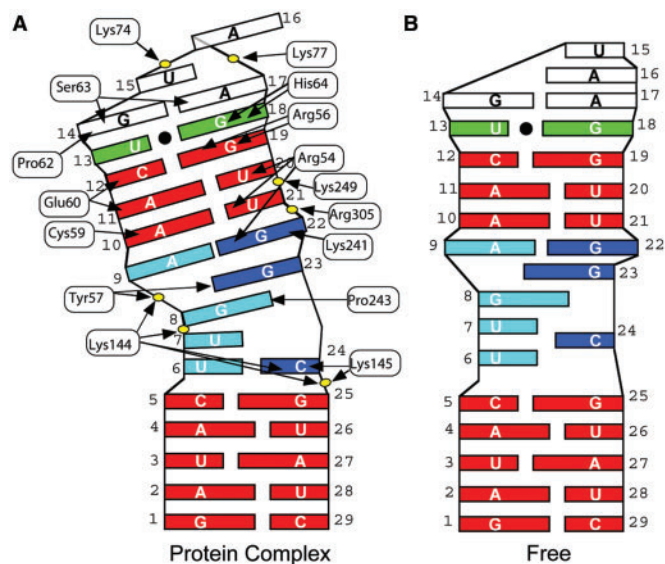 A
B
16
A
Lys74
Lys77
15
U
Ser63
His64
A
17
G
14
18
Arg56
U
G
Pro62
13
19
C
G
Arg54
12
Glu60
U
20
Lys249
A
11
21
U
Cys59
A
Arg305
10
22
G
Lys241
A
9
23
G
Tyr57
Pro243
G
8
Lys144
U
7
24
U
C
Lys145
6
5 C G 25
4 A U 26
3 U A 27
2 A U 28
1 G C 29
Protein Complex
U 15
A 16
14 G A 17
13 U G 18
12 C G 19
11 A U 20
10 A U 21
9 A G 22
G 23
8 G
7 U
C 24
6 U
5 C G 25
4 A U 26
3 U A 27
2 A U 28
1 G C 29
Free